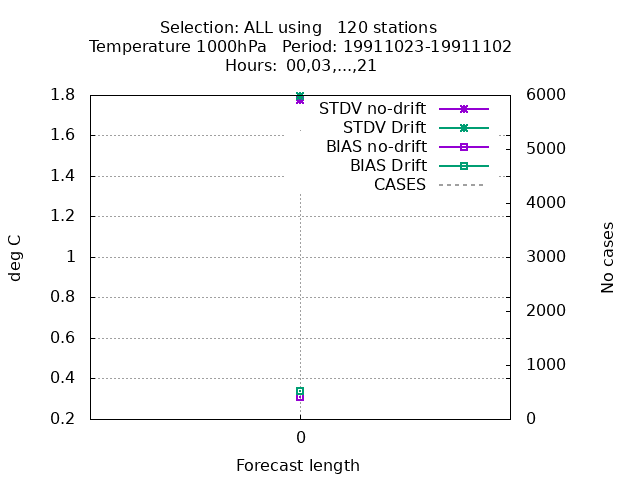 Selection: ALL using   120 stations
Temperature 1000hPa   Period: 19911023-19911102
Hours:  00,03,...,21
1.8
1.6
1.4
1.2
1
0.8
0.6
0.4
0.2
deg C
STDV no-drift
STDV Drift
BIAS no-drift
BIAS Drift
CASES
6000
5000
4000
3000
2000
1000
0
No cases
0
Forecast length